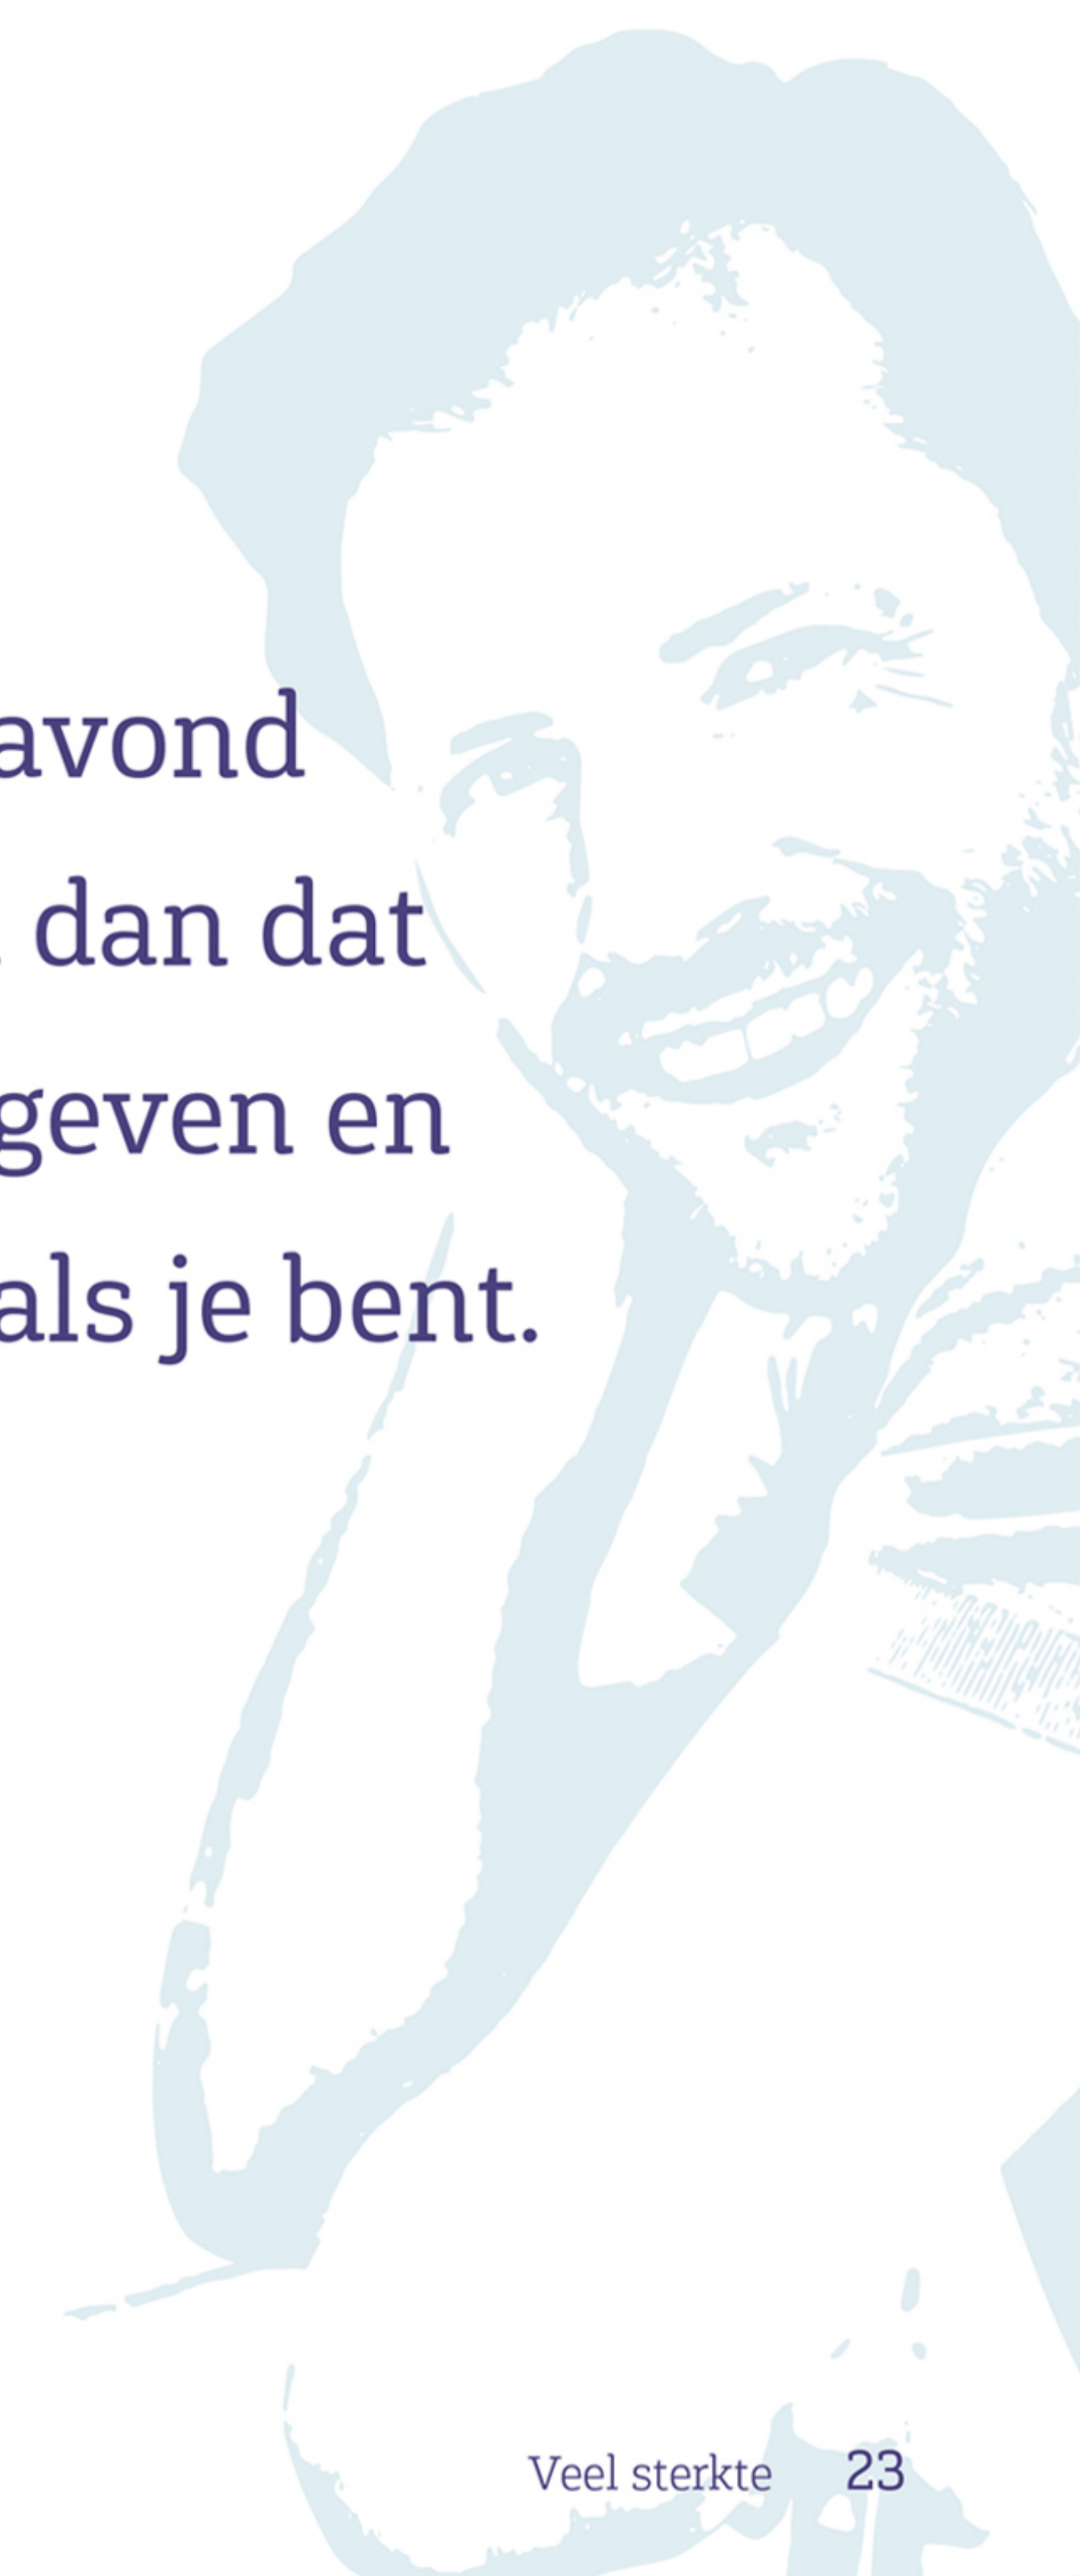 avond
dan dat
geven en
als je bent.
Veel sterkte 23